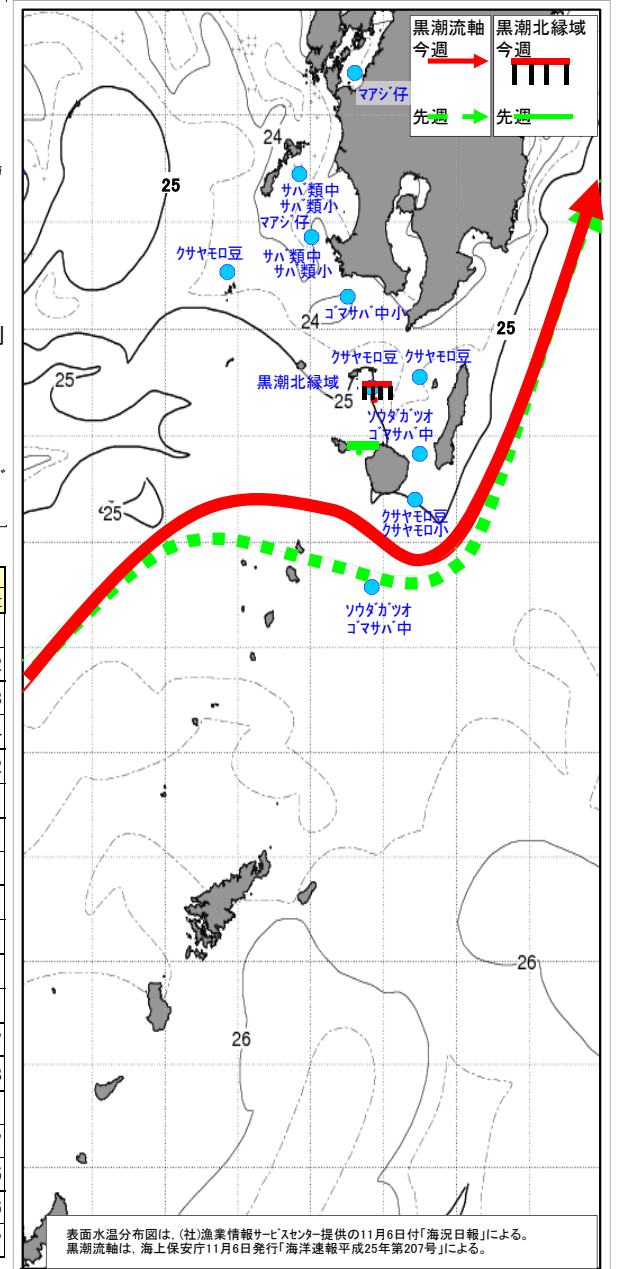 黒潮流軸
今週
先週
黒潮北縁域
今週
先週
マアジ仔
24
25
サバ類中
サバ類小
マアジ仔
サバ類中
サバ類小
クサヤモロ豆
ゴマサバ中小
24
25
クサヤモロ豆
クサヤモロ豆
黒潮北縁域
25
25
ソウダガツオ
ゴマサバ中
25
クサヤモロ豆
クサヤモロ小
ソウダガツオ
ゴマサバ中
26
26
表面水温分布図は,(社)漁業情報サービスセンター提供の11月6日付「海況日報」による。
黒潮流軸は,海上保安庁11月6日発行「海洋速報平成25年第207号」による。